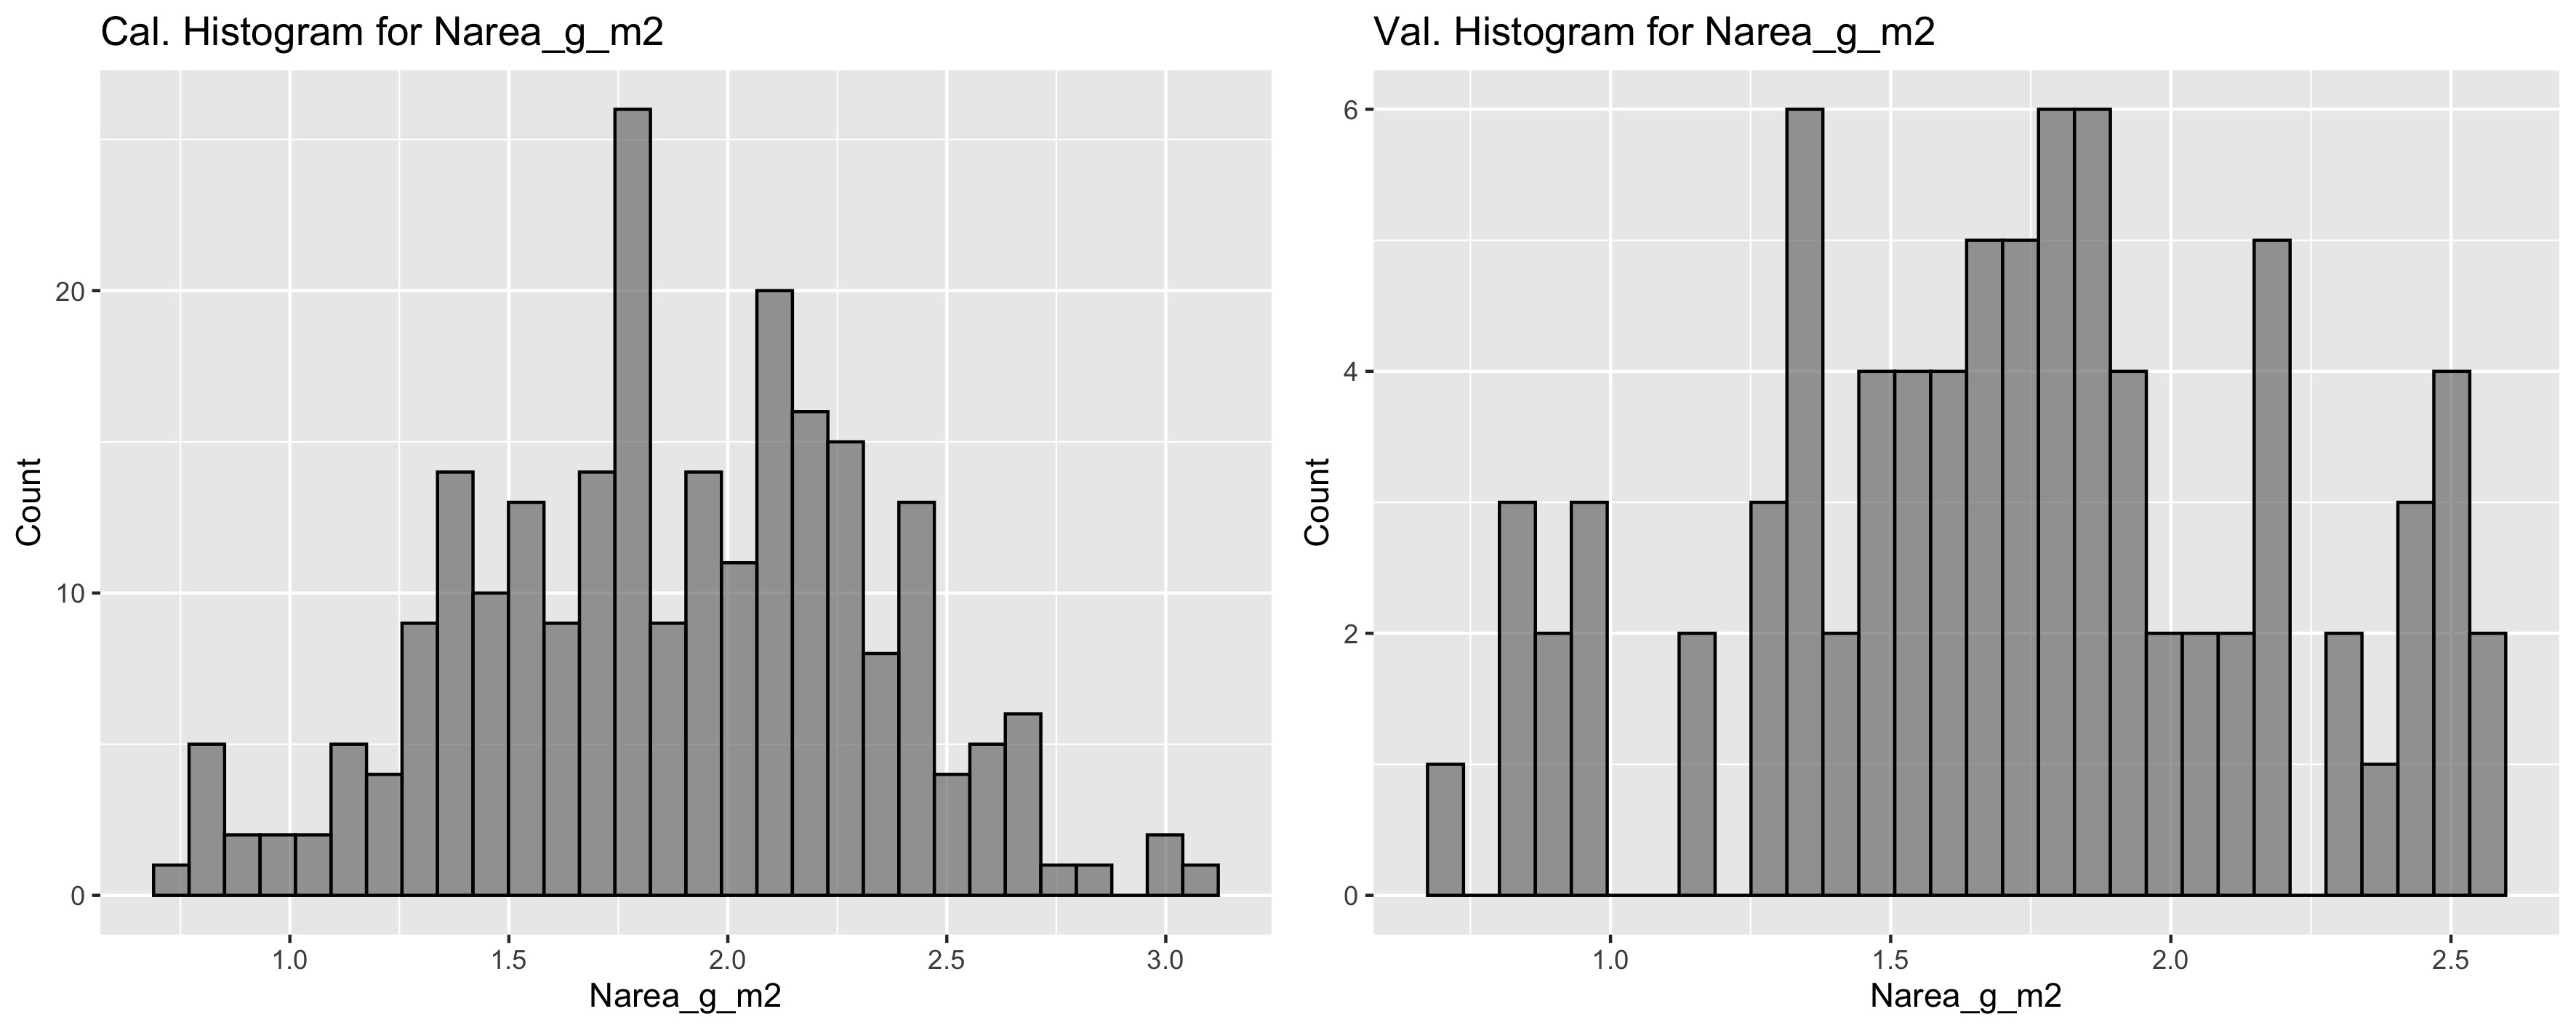 Cal. Histogram for Narea_g_m2
Count
20
10
0
1.0 1.5 2.0 2.5 3.0
Narea_g_m2
Val. Histogram for Narea_g_m2
Count
6
4
2
0
1.0 1.5 2.0 2.5
Narea_g_m2